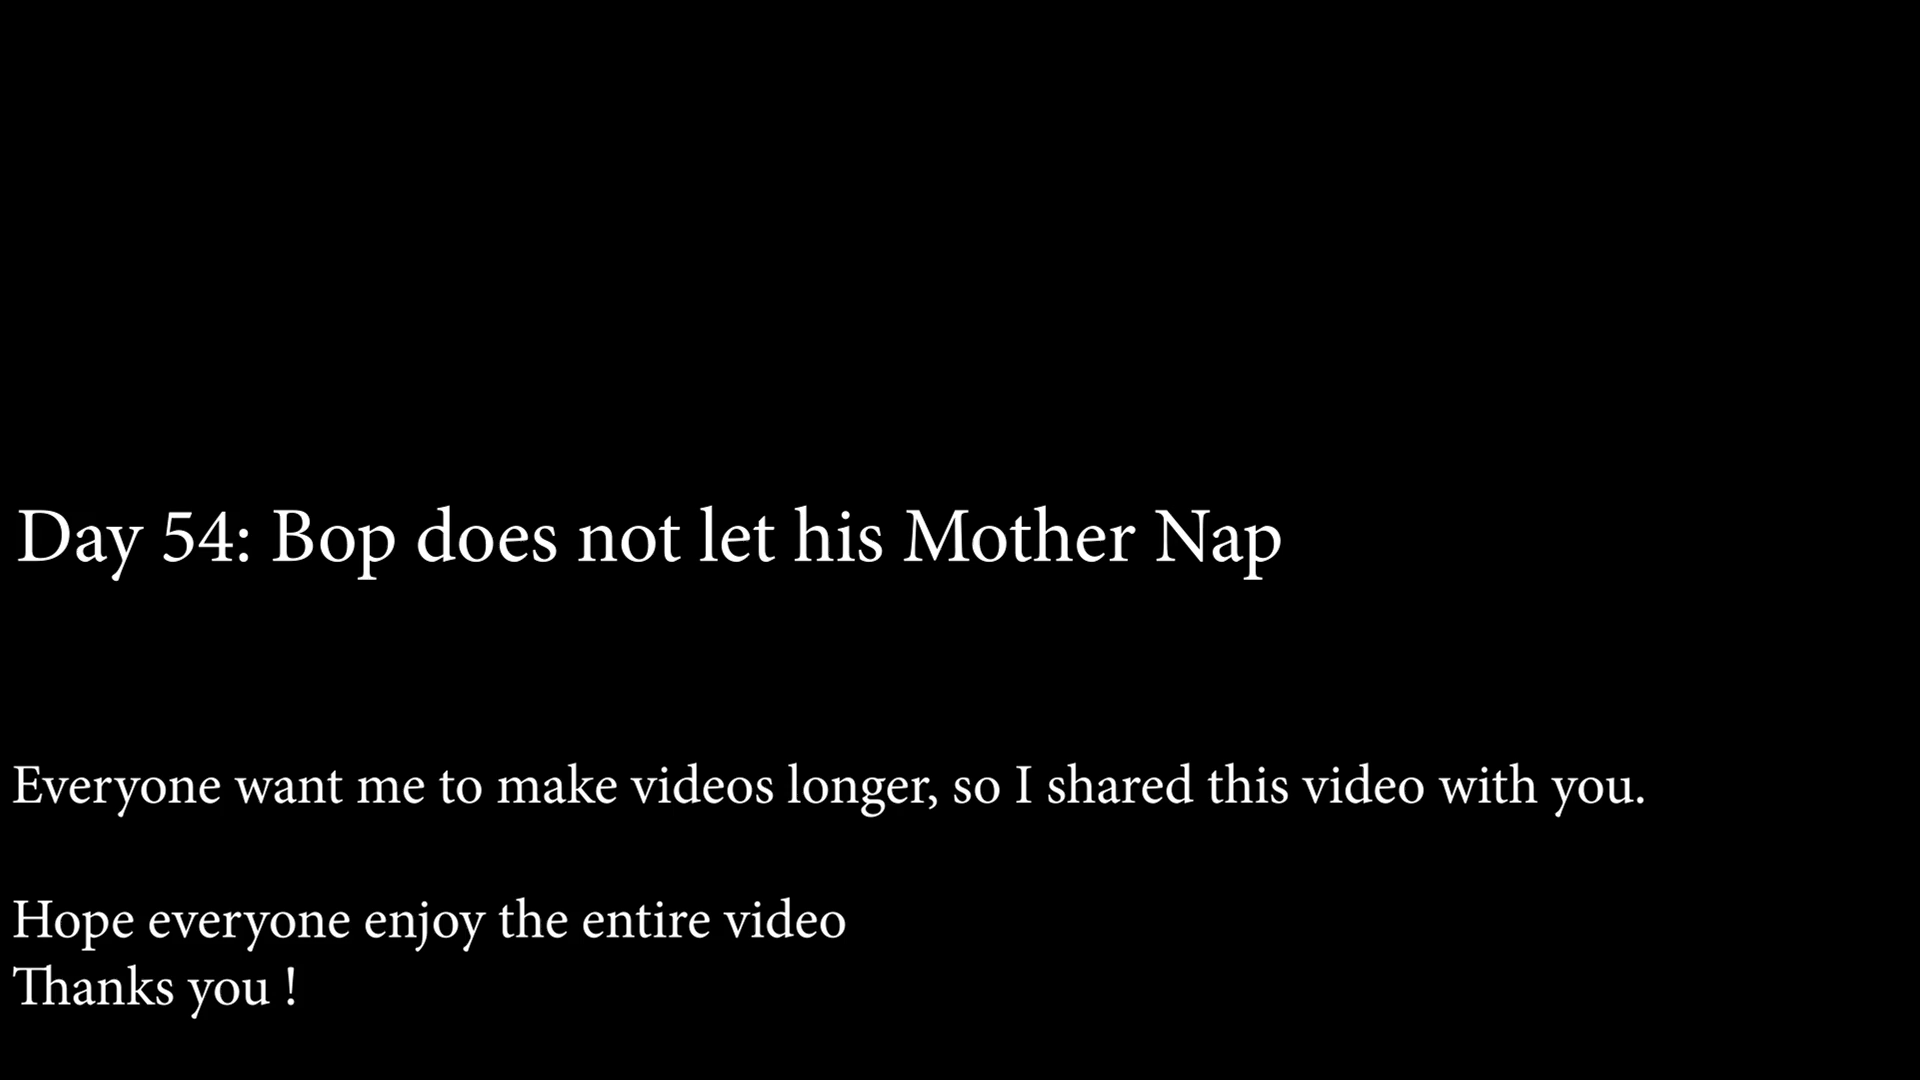 Day 54: Bop does not let his Mother Nap
Everyone want me to make videos longer, so I shared this video with you.
Hope everyone enjoy the entire video
Thanks you !